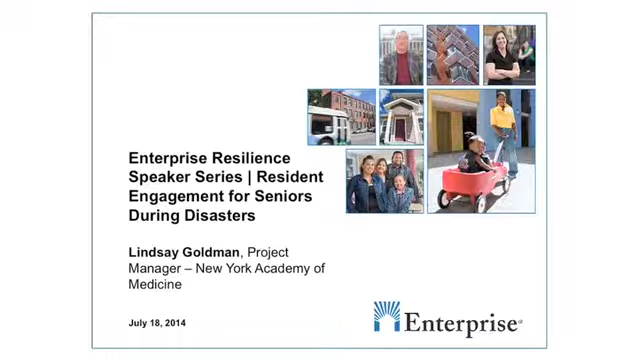 Enterprise Resilience
Speaker Series | Resident
Engagement for Seniors
During Disasters
Lindsay Goldman, Project
Manager – New York Academy of
Medicine
July 18, 2014
Enterprise®